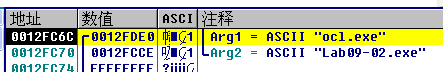 地址 数值 ASCI 注释
0012FC6C 0012FDE0 Arg1 = ASCII "ocl.exe"
0012FC70 0012FCCE Arg2 = ASCII "Lab09-02.exe"
0012FC74 FFFFFFFF ?ijiji